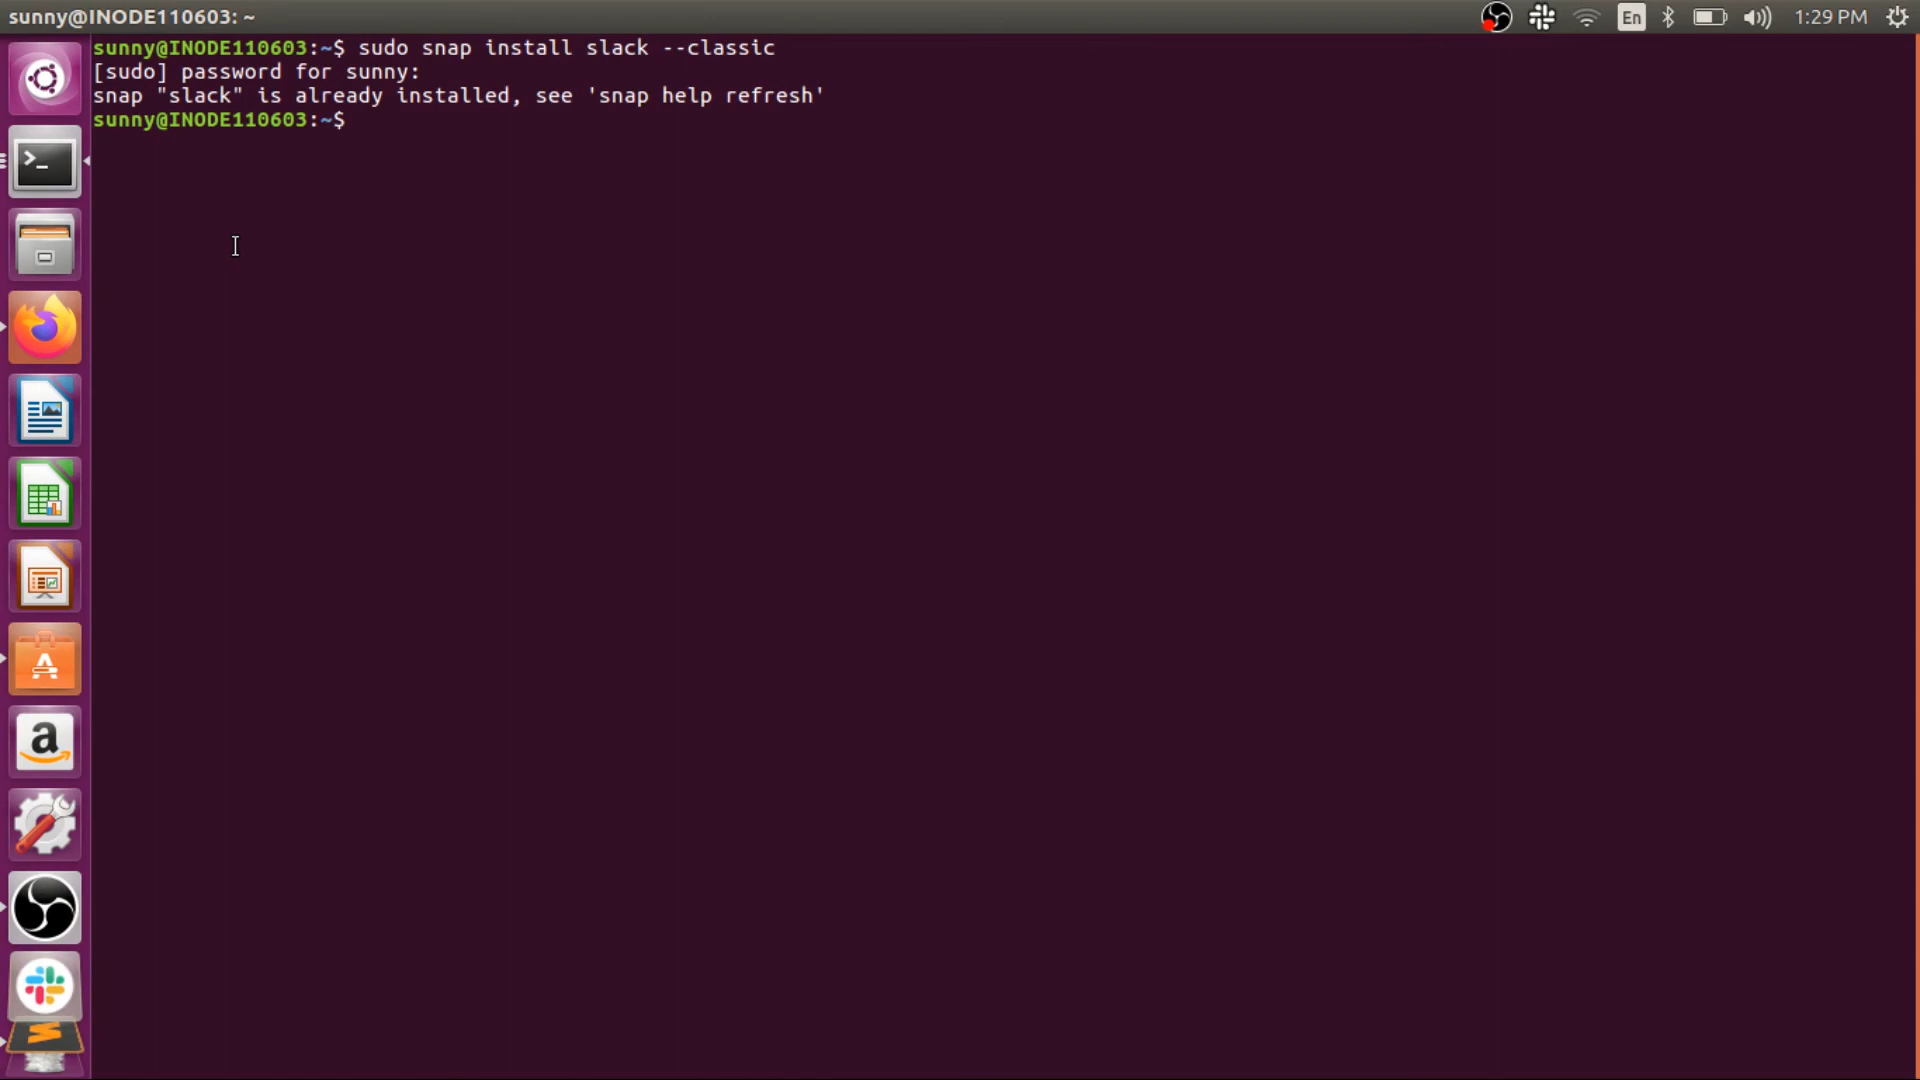 sunny@INODE110603: ~
En
1:29 PM
sunny@INODE110603:~$ sudo snap install slack --classic
[sudo] password for sunny:
snap "slack" is already installed, see 'snap help refresh'
sunny@INODE110603:~$